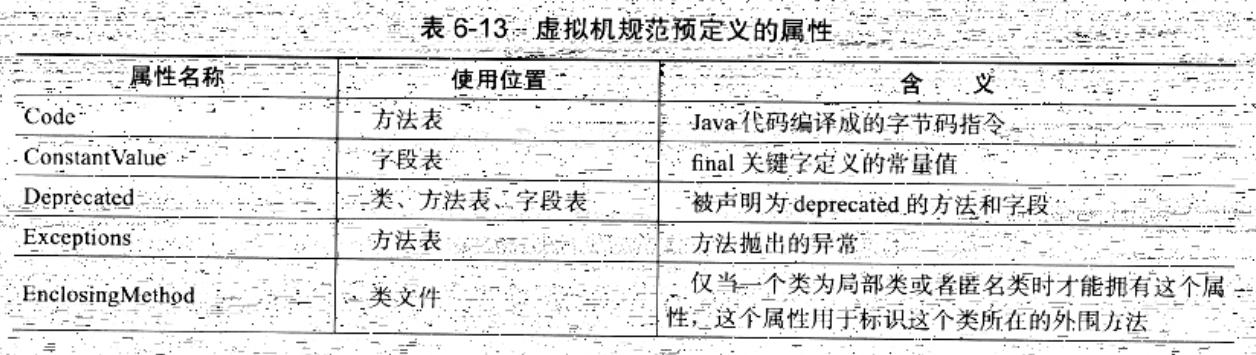 表 6-13 虚拟机规范预定义的属性
属性名称 使用位置 含 义
Code 方法表 Java 代码编译成的字节码指令
ConstantValue 字段表 final 关键字定义的常量值
Deprecated 类、方法表、字段表 被声明为 deprecated 的方法和字段
Exceptions 方法表 方法抛出的异常
EnclosingMethod 类文件 仅当一个类为局部类或者匿名类时才能拥有这个属
性，这个属性用于标识这个类所在的外围方法